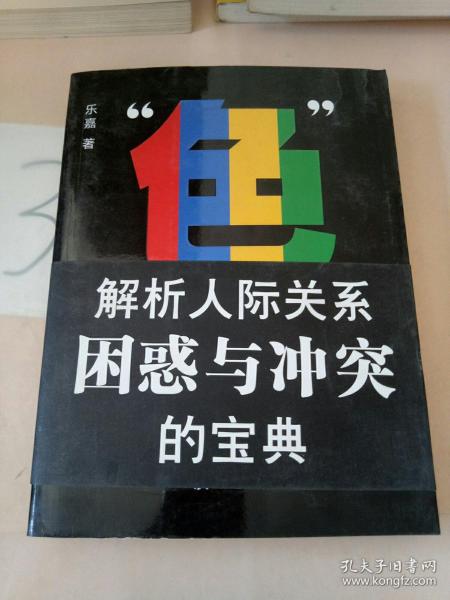 乐嘉 著
“色”
解析人际关系
困惑与冲突
的宝典
3
孔夫子旧书网
www.kongfz.com